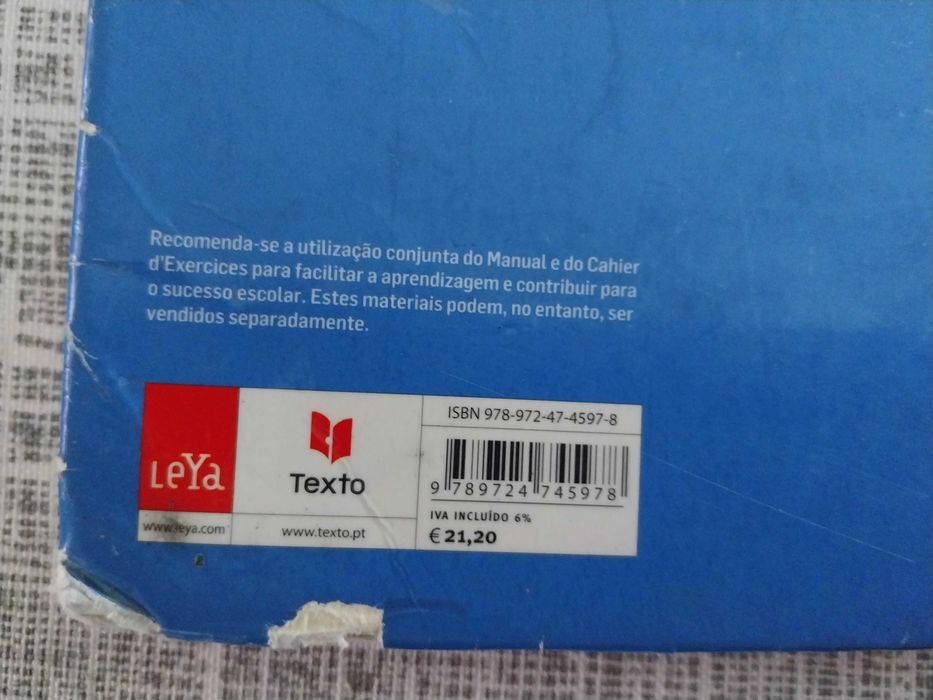 Recomenda-se a utilização conjunta do Manual e do Cahier
d'Exercices para facilitar a aprendizagem e contribuir para
o sucesso escolar. Estes materiais podem, no entanto, ser
vendidos separadamente.
LeYa
www.leya.com
Texto
www.texto.pt
ISBN 978-972-47-4597-8
9 789724 745978
IVA INCLUÍDO 6%
€ 21,20